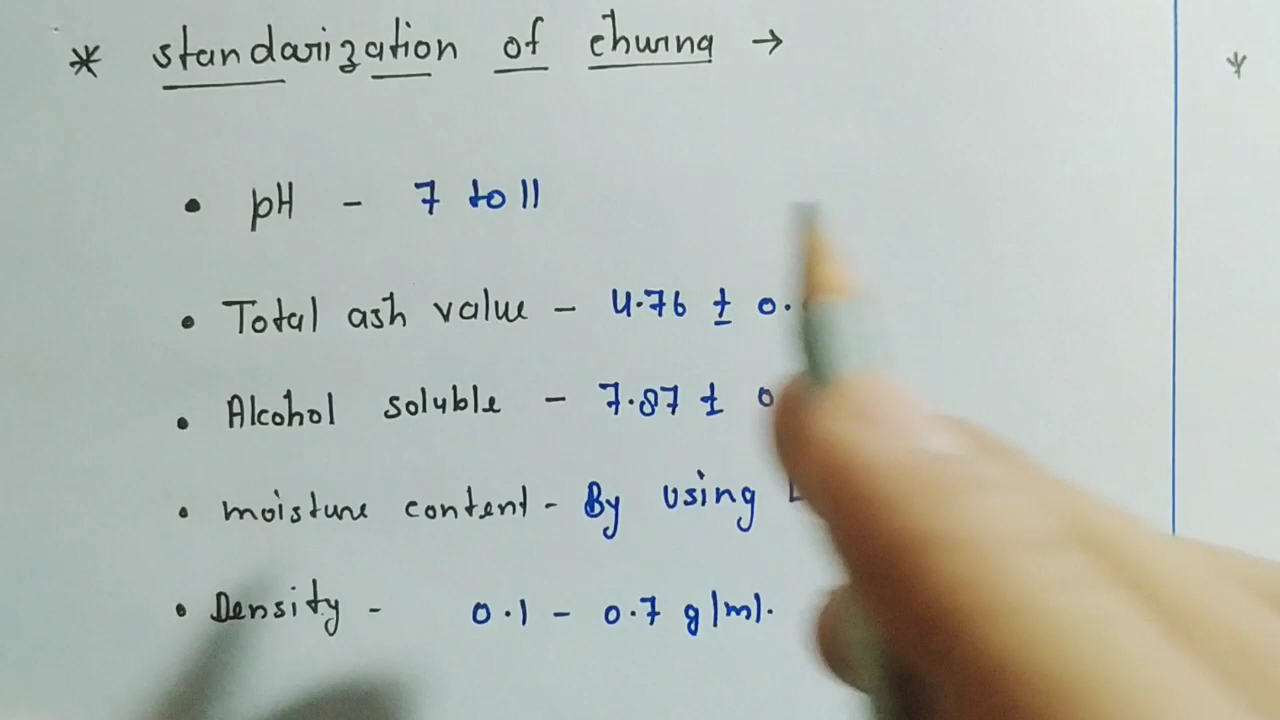 * standarization of churna →
• pH - 7 to 11
• Total ash value - 4.76 ± 0.
• Alcohol soluble - 7.87 ± 0
• moisture content - By using
• Density - 0.1 - 0.7 g/ml.